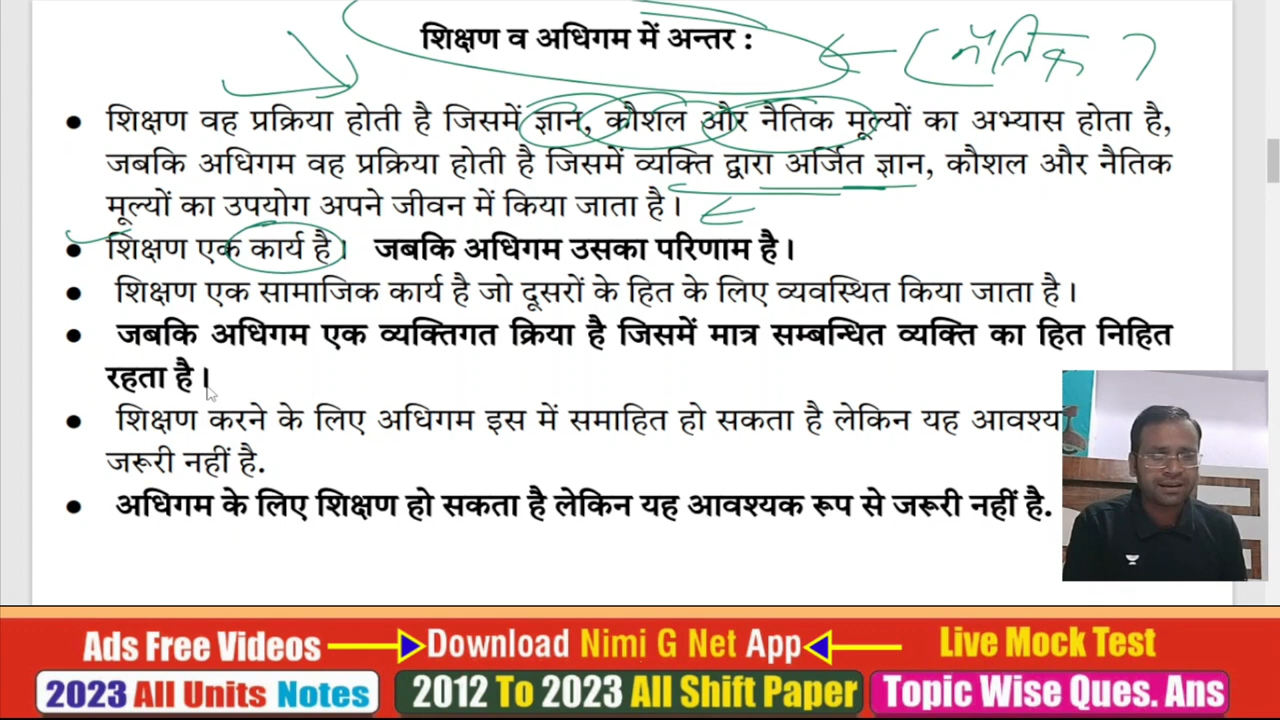 शिक्षण व अधिगम में अन्तर :
(नैतिक)
● शिक्षण वह प्रक्रिया होती है जिसमें ज्ञान, कौशल और नैतिक मूल्यों का अभ्यास होता है,
जबकि अधिगम वह प्रक्रिया होती है जिसमें व्यक्ति द्वारा अर्जित ज्ञान, कौशल और नैतिक
मूल्यों का उपयोग अपने जीवन में किया जाता है।
● शिक्षण एक कार्य है। जबकि अधिगम उसका परिणाम है।
● शिक्षण एक सामाजिक कार्य है जो दूसरों के हित के लिए व्यवस्थित किया जाता है।
● जबकि अधिगम एक व्यक्तिगत क्रिया है जिसमें मात्र सम्बन्धित व्यक्ति का हित निहित
रहता है।
● शिक्षण करने के लिए अधिगम इस में समाहित हो सकता है लेकिन यह
जरूरी नहीं है.
● अधिगम के लिए शिक्षण हो सकता है लेकिन यह आवश्यक रूप से जरूरी नहीं है.
Ads Free Videos Download Nimi G Net App Live Mock Test
2023 All Units Notes 2012 To 2023 All Shift Paper Topic Wise Ques. Ans